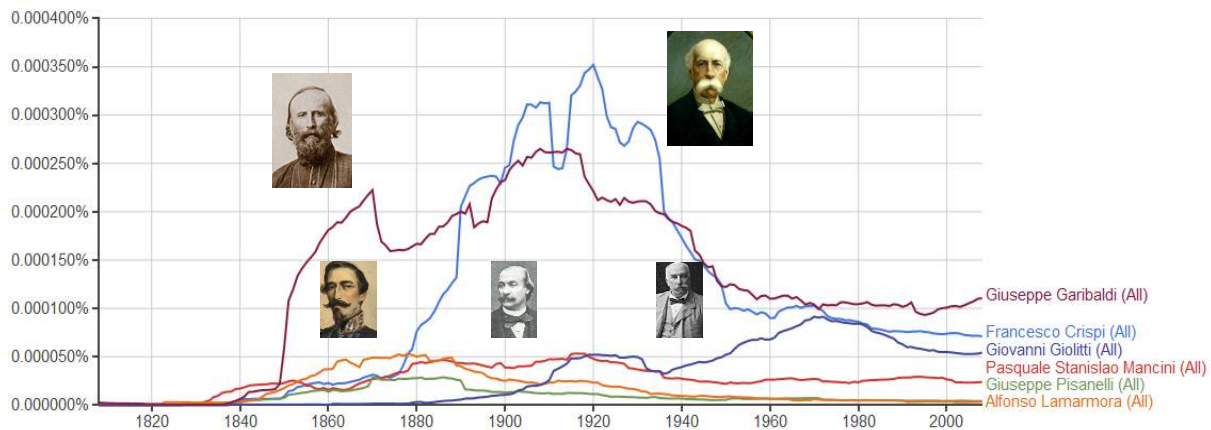 0.000400%
0.000350%
0.000300%
0.000250%
0.000200%
0.000150%
0.000100%
0.000050%
0.000000%
1820 1840 1860 1880 1900 1920 1940 1960 1980 2000
Giuseppe Garibaldi (All)
Francesco Crispi (All)
Giovanni Giolitti (All)
Pasquale Stanislao Mancini (All)
Giuseppe Pisanelli (All)
Alfonso Lamarmora (All)